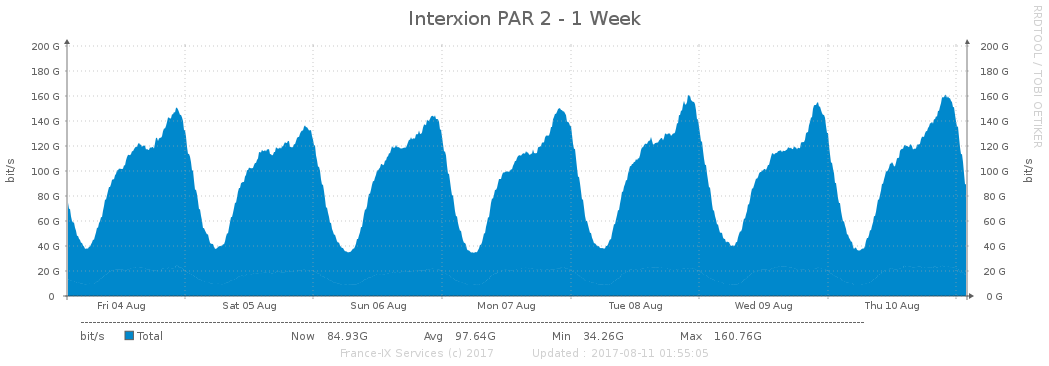 Interxion PAR 2 - 1 Week
RRDTOOL / TOBI OETIKER
200 G 200 G
180 G 180 G
160 G 160 G
140 G 140 G
120 G 120 G
100 G 100 G
80 G 80 G
60 G 60 G
40 G 40 G
20 G 20 G
0 0 G
bit/s bit/s
Fri 04 Aug Sat 05 Aug Sun 06 Aug Mon 07 Aug Tue 08 Aug Wed 09 Aug Thu 10 Aug
bit/s Total Now 84.93G Avg 97.64G Min 34.26G Max 160.76G
France-IX Services (c) 2017 Updated : 2017-08-11 01:55:05